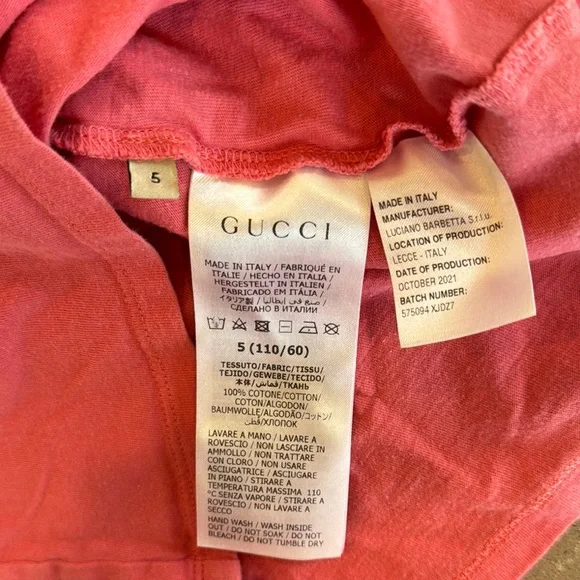 5
GUCCI
MADE IN ITALY / FABRIQUÉ EN
ITALIE / HECHO EN ITALIA /
HERGESTELLT IN ITALIEN /
FABRICADO EM ITÁLIA /
イタリア製 / صنع في إيطاليا /
СДЕЛАНО В ИТАЛИИ
5 (110/60)
TESSUTO/FABRIC/TISSU/
TEJIDO/GEWEBE/TECIDO/
本体/قماش/ТКАНЬ
100% COTONE/COTTON/
COTON/ALGODON/
BAUMWOLLE/ALGODÃO/コットン/
قطن/ХЛОПОК
LAVARE A MANO / LAVARE A
ROVESCIO / NON LASCIARE IN
AMMOLLO / NON TRATTARE
CON CLORO / NON USARE
ASCIUGATRICE / ASCIUGARE
IN PIANO / STIRARE A
TEMPERATURA MASSIMA 110
°C SENZA VAPORE / STIRARE A
ROVESCIO / NON LAVARE A
SECCO
HAND WASH / WASH INSIDE
OUT / DO NOT SOAK / DO NOT
BLEACH / DO NOT TUMBLE DRY
MADE IN ITALY
MANUFACTURER:
LUCIANO BARBETTA S.r.l.u.
LOCATION OF PRODUCTION:
LECCE - ITALY
DATE OF PRODUCTION:
OCTOBER 2021
BATCH NUMBER:
575094 XJDZ7